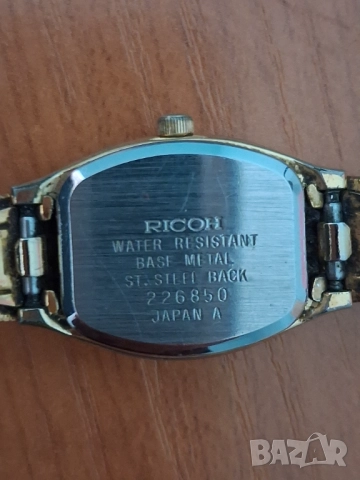 RICOH
WATER RESISTANT
BASE METAL
ST. STEEL BACK
226850
JAPAN A
BAZAR